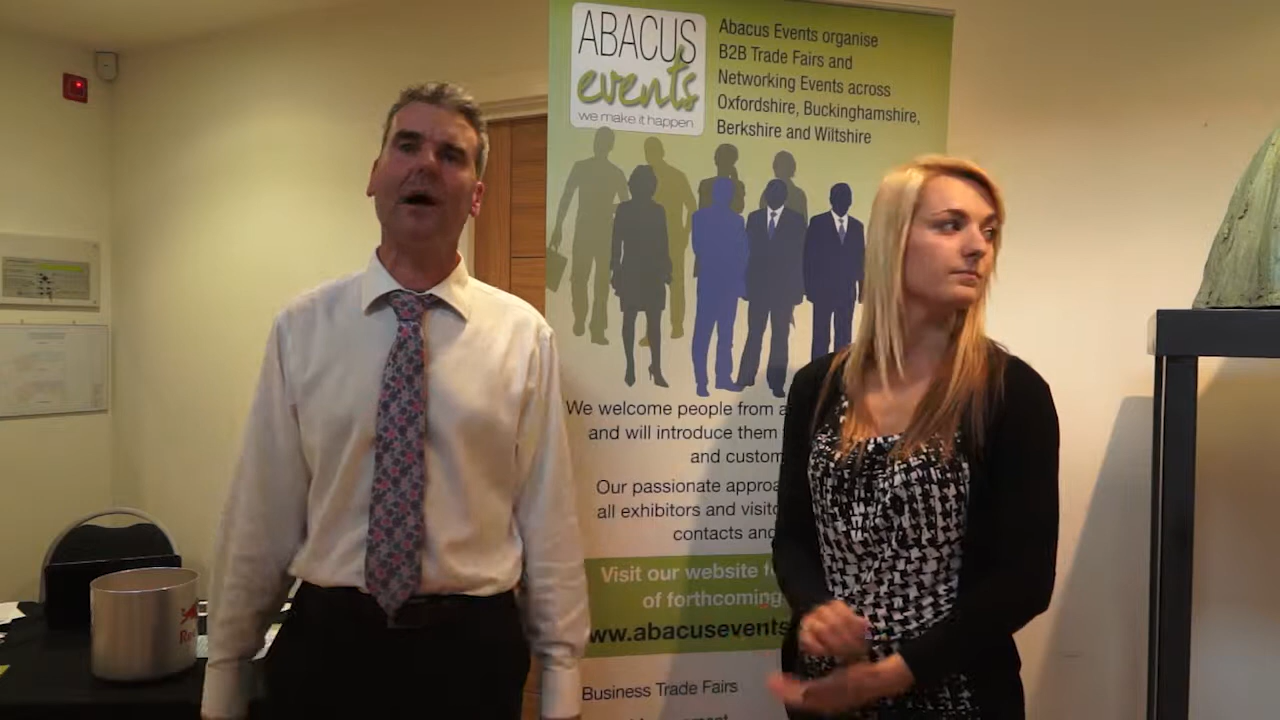 ABACUS
events
we make it happen
Abacus Events organise
B2B Trade Fairs and
Networking Events across
Oxfordshire, Buckinghamshire,
Berkshire and Wiltshire
We welcome people from a
and will introduce them
and custom
Our passionate approa
all exhibitors and visito
contacts and
Visit our website f
of forthcoming
www.abacusevents
Business Trade Fairs
Re